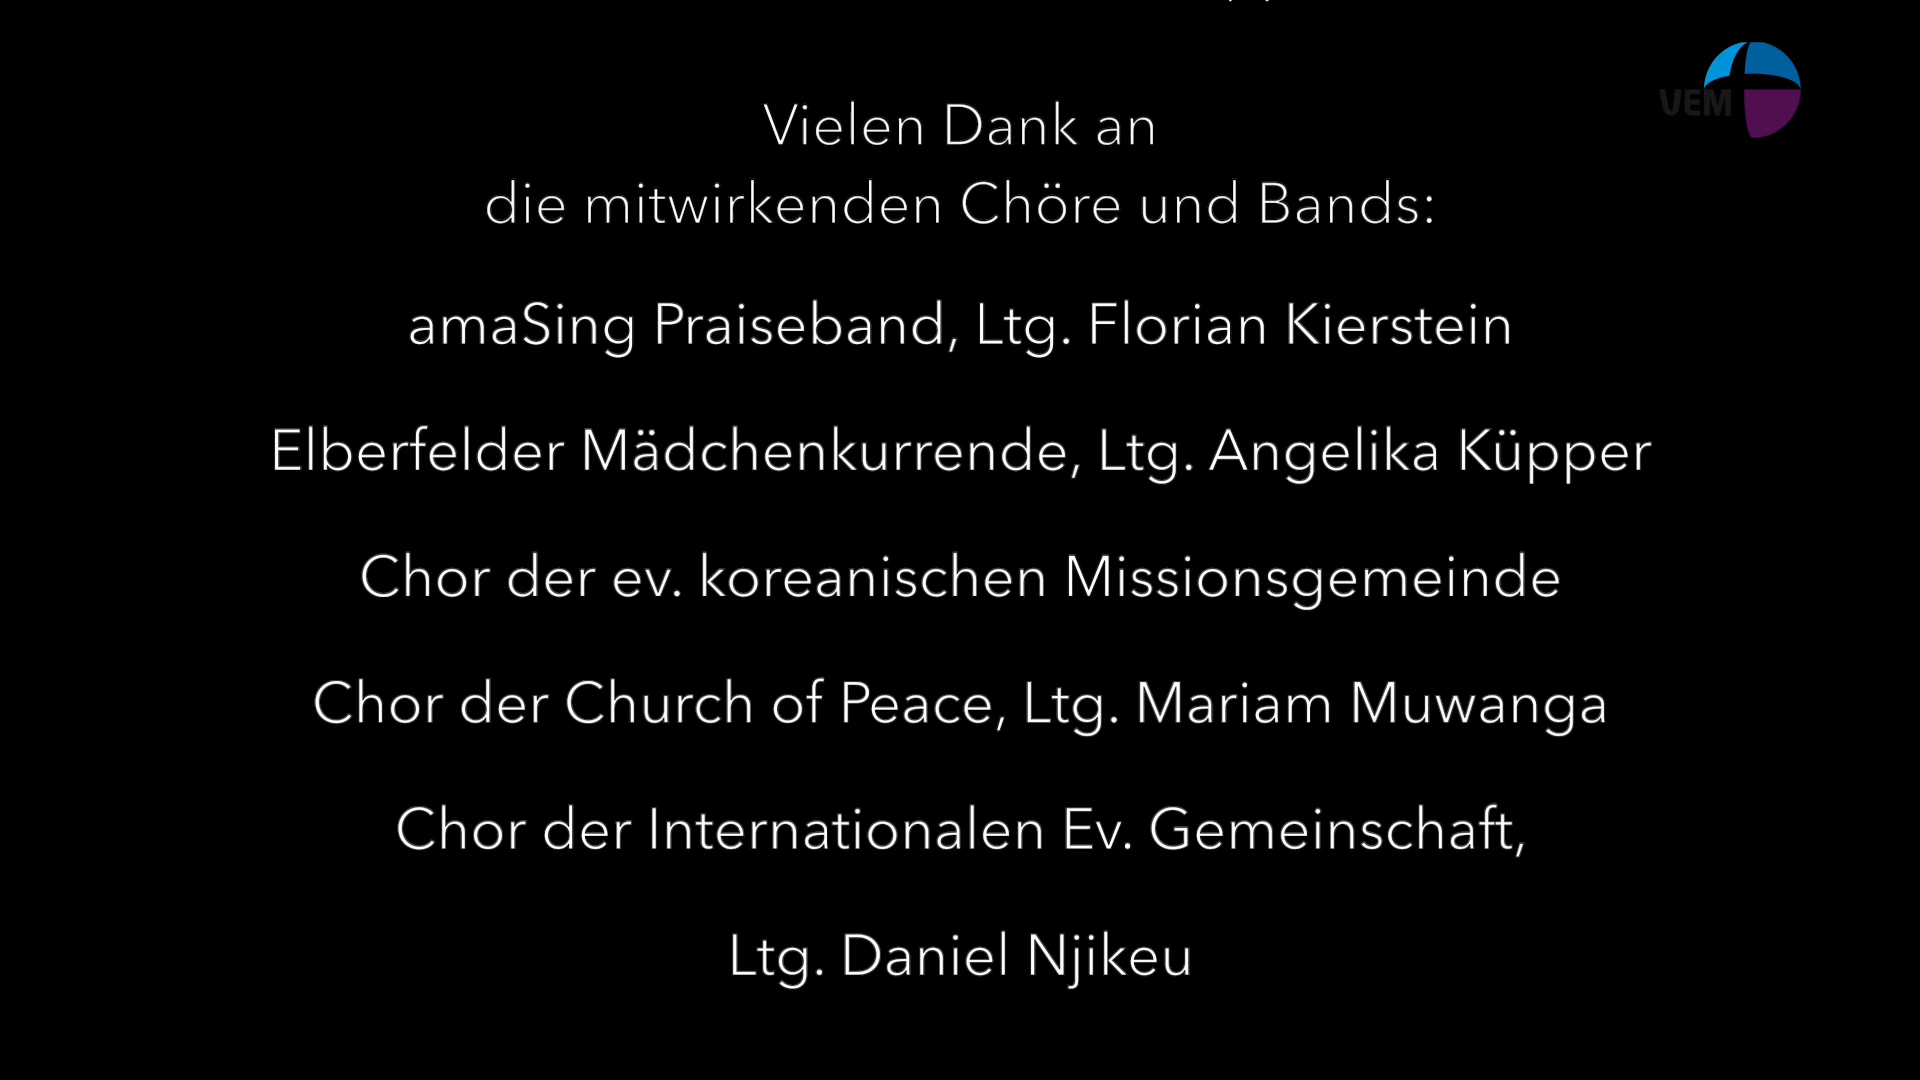 VEM
Vielen Dank an
die mitwirkenden Chöre und Bands:
amaSing Praiseband, Ltg. Florian Kierstein
Elberfelder Mädchenkurrende, Ltg. Angelika Küpper
Chor der ev. koreanischen Missionsgemeinde
Chor der Church of Peace, Ltg. Mariam Muwanga
Chor der Internationalen Ev. Gemeinschaft,
Ltg. Daniel Njikeu